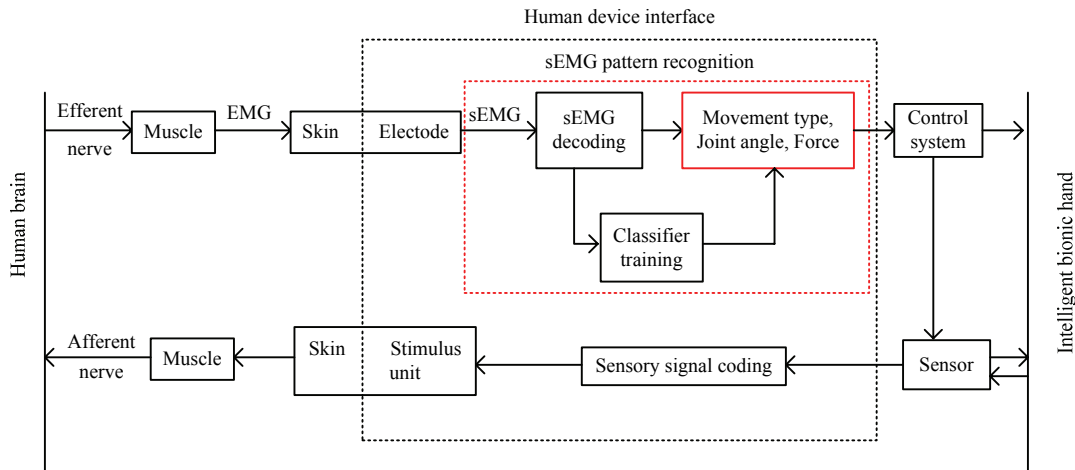 Human device interface
sEMG pattern recognition
Efferent
nerve
Muscle
EMG
Skin
Electode
sEMG
sEMG
decoding
Movement type,
Joint angle, Force
Control
system
Classifier
training
Human brain
Intelligent bionic hand
Afferent
nerve
Muscle
Skin
Stimulus
unit
Sensory signal coding
Sensor